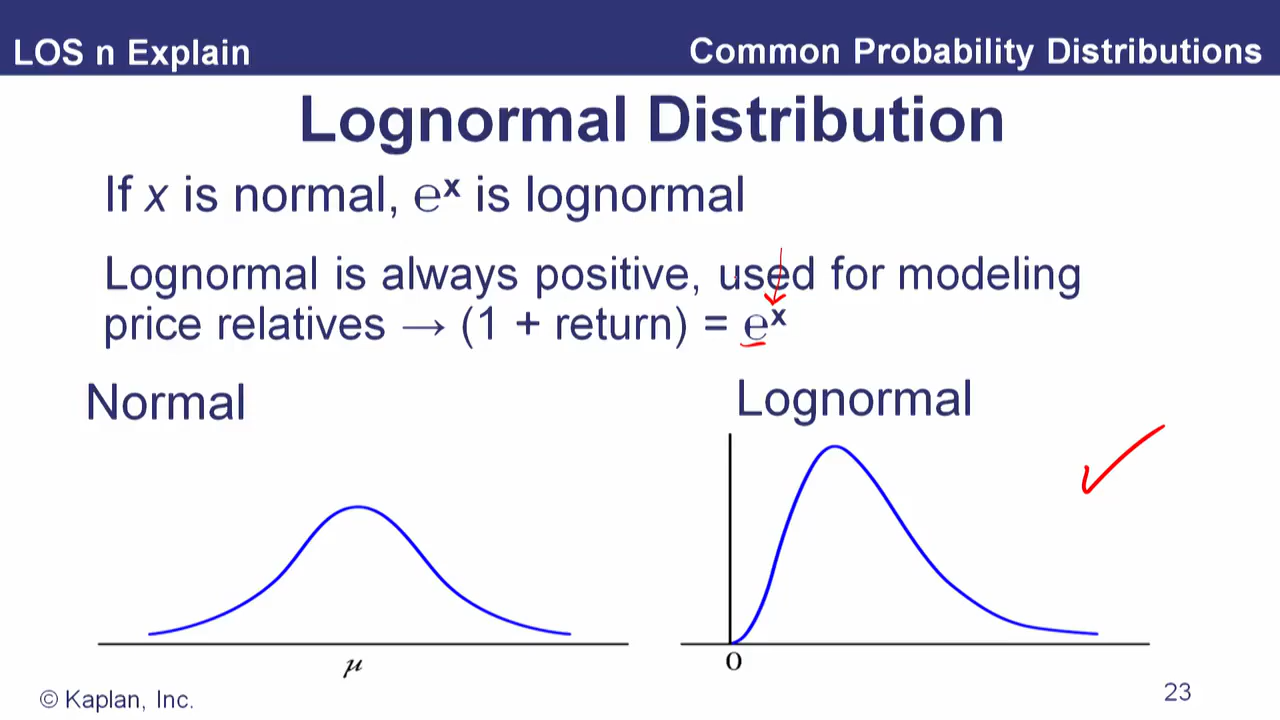 LOS n Explain
Common Probability Distributions
Lognormal Distribution
If x is normal, eˣ is lognormal
Lognormal is always positive, used for modeling
price relatives → (1 + return) = eˣ
Normal
Lognormal
μ
0
© Kaplan, Inc.
23